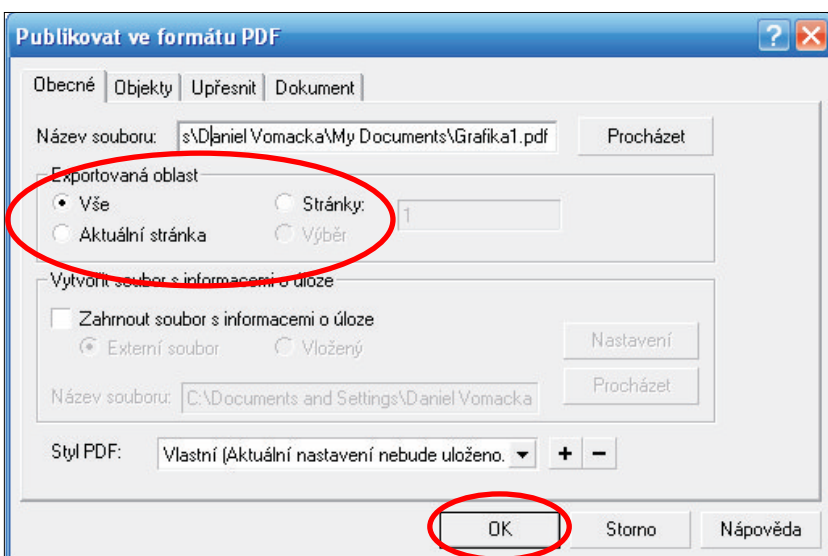 Publikovat ve formátu PDF
Obecné Objekty Upřesnit Dokument
Název souboru: s\Daniel Vomacka\My Documents\Grafika1.pdf Procházet
Exportovaná oblast
Vše Stránky: 1
Aktuální stránka Výběr
Vytvořit soubor s informacemi o úloze
Zahrnout soubor s informacemi o úloze
Externí soubor Vložený Nastavení
Název souboru: C:\Documents and Settings\Daniel Vomacka Procházet
Styl PDF: Vlastní (Aktuální nastavení nebude uloženo. + −
OK Storno Nápověda